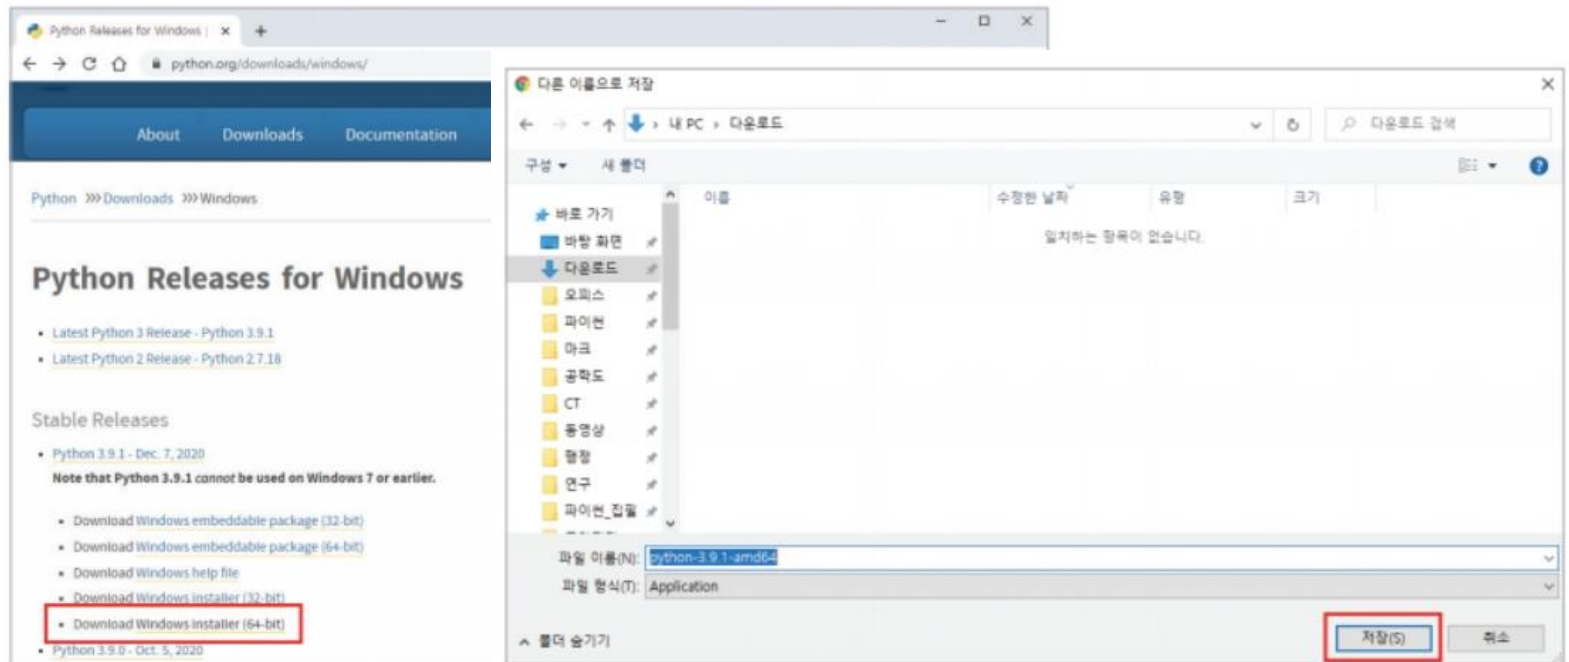 Python Releases for Windows |
python.org/downloads/windows/
About Downloads Documentation
Python >>> Downloads >>> Windows
Python Releases for Windows
Latest Python 3 Release - Python 3.9.1
Latest Python 2 Release - Python 2.7.18
Stable Releases
Python 3.9.1 - Dec. 7, 2020
Note that Python 3.9.1 cannot be used on Windows 7 or earlier.
Download Windows embeddable package (32-bit)
Download Windows embeddable package (64-bit)
Download Windows help file
Download Windows installer (32-bit)
Download Windows installer (64-bit)
Python 3.9.0 - Oct. 5, 2020
다른 이름으로 저장
내 PC › 다운로드
다운로드 검색
구성 새 폴더
이름 수정한 날짜 유형 크기
일치하는 항목이 없습니다.
바로 가기
바탕 화면
다운로드
오피스
파이썬
마크
공학도
CT
동영상
행정
연구
파이썬_집필
파일 이름(N): python-3.9.1-amd64
파일 형식(T): Application
폴더 숨기기
저장(S) 취소